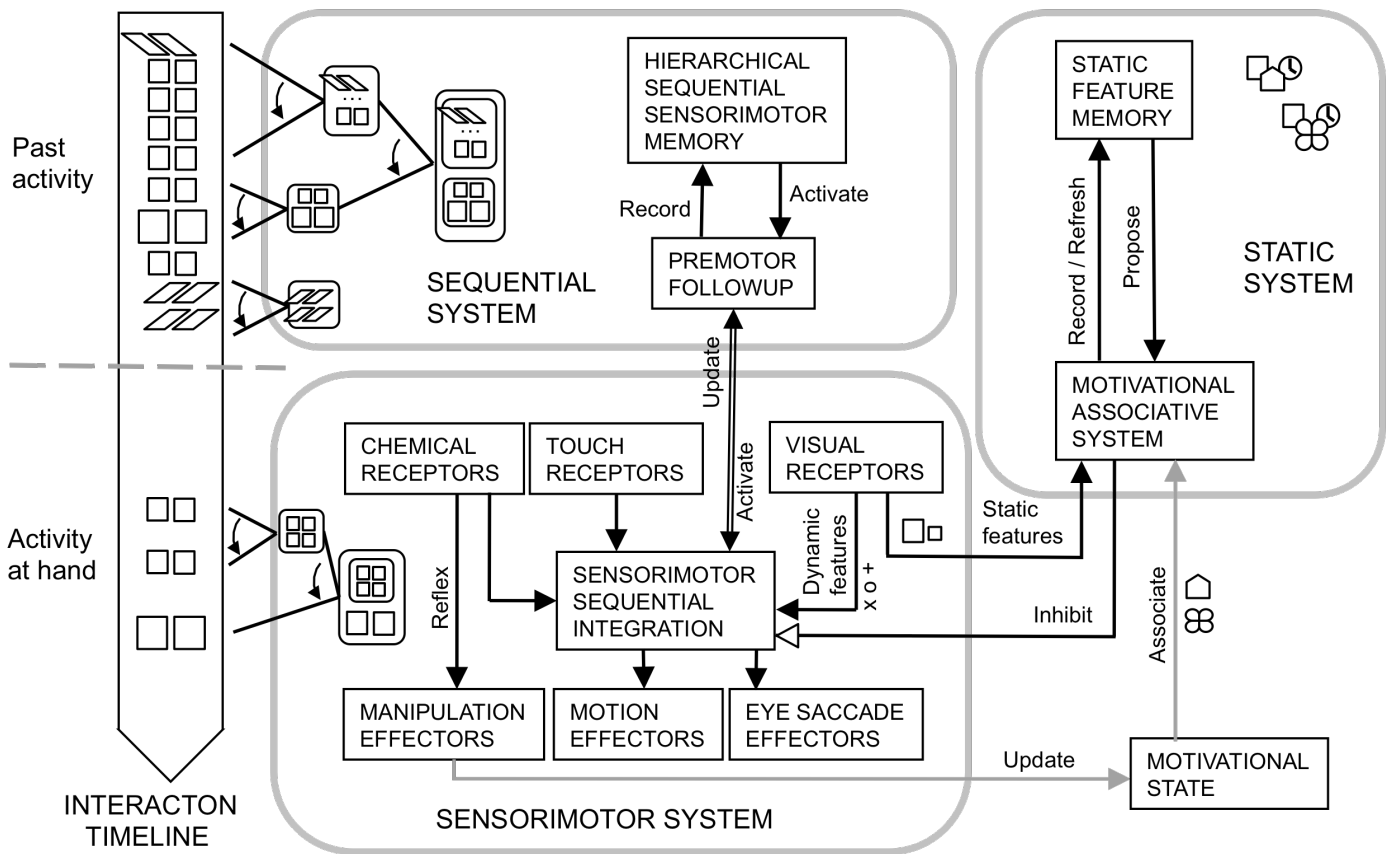 Past
activity
Activity
at hand
INTERACTON
TIMELINE
HIERARCHICAL
SEQUENTIAL
SENSORIMOTOR
MEMORY
Record
Activate
PREMOTOR
FOLLOWUP
SEQUENTIAL
SYSTEM
Update
Activate
CHEMICAL
RECEPTORS
TOUCH
RECEPTORS
VISUAL
RECEPTORS
Reflex
Dynamic
features
x o +
SENSORIMOTOR
SEQUENTIAL
INTEGRATION
MANIPULATION
EFFECTORS
MOTION
EFFECTORS
EYE SACCADE
EFFECTORS
SENSORIMOTOR SYSTEM
STATIC
FEATURE
MEMORY
Record / Refresh
Propose
STATIC
SYSTEM
MOTIVATIONAL
ASSOCIATIVE
SYSTEM
Static
features
Inhibit
Associate
Update
MOTIVATIONAL
STATE